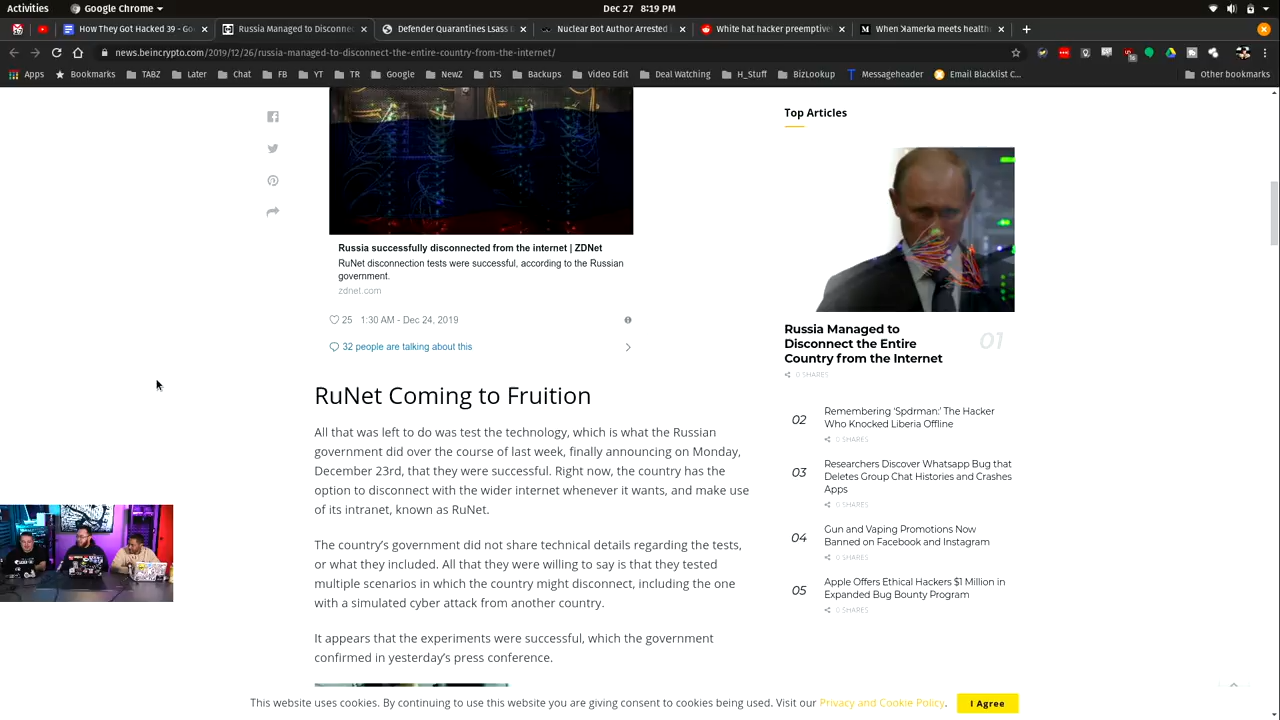 Activities
Google Chrome
Dec 27 8:19 PM
How They Got Hacked 39 - Goo
Russia Managed to Disconnec
Defender Quarantines Lsass d
Nuclear Bot Author Arrested i
White hat hacker preemptivel
When ʞamerka meets health
news.beincrypto.com/2019/12/26/russia-managed-to-disconnect-the-entire-country-from-the-internet/
Apps Bookmarks TABZ Later Chat FB YT TR Google NewZ LTS Backups Video Edit Deal Watching H_Stuff BizLookup Messageheader Email Blacklist C... Other bookmarks
Russia successfully disconnected from the internet | ZDNet
RuNet disconnection tests were successful, according to the Russian
government.
zdnet.com
25 1:30 AM - Dec 24, 2019
32 people are talking about this
RuNet Coming to Fruition
All that was left to do was test the technology, which is what the Russian
government did over the course of last week, finally announcing on Monday,
December 23rd, that they were successful. Right now, the country has the
option to disconnect with the wider internet whenever it wants, and make use
of its intranet, known as RuNet.
The country's government did not share technical details regarding the tests,
or what they included. All that they were willing to say is that they tested
multiple scenarios in which the country might disconnect, including the one
with a simulated cyber attack from another country.
It appears that the experiments were successful, which the government
confirmed in yesterday's press conference.
Top Articles
Russia Managed to
Disconnect the Entire
Country from the Internet
01
0 SHARES
02
Remembering 'Spdrman:' The Hacker
Who Knocked Liberia Offline
0 SHARES
03
Researchers Discover Whatsapp Bug that
Deletes Group Chat Histories and Crashes
Apps
0 SHARES
04
Gun and Vaping Promotions Now
Banned on Facebook and Instagram
0 SHARES
05
Apple Offers Ethical Hackers $1 Million in
Expanded Bug Bounty Program
0 SHARES
This website uses cookies. By continuing to use this website you are giving consent to cookies being used. Visit our Privacy and Cookie Policy.
I Agree